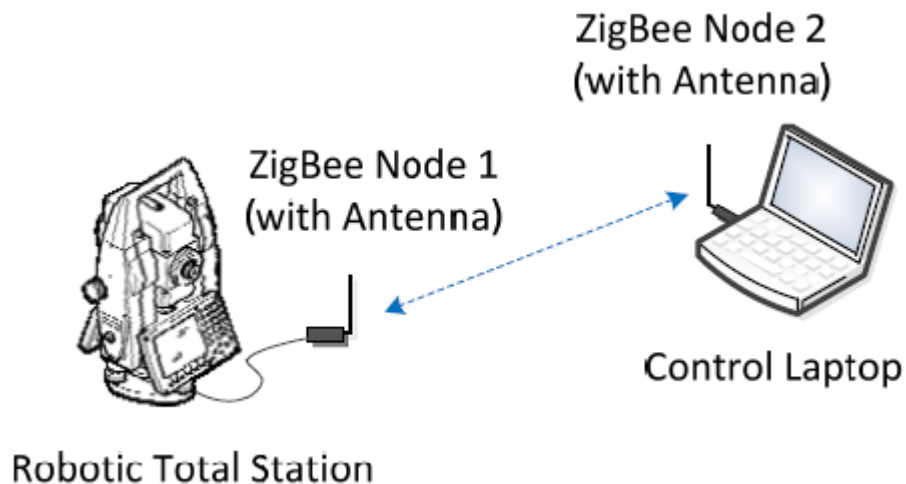 ZigBee Node 2
(with Antenna)
ZigBee Node 1
(with Antenna)
Control Laptop
Robotic Total Station